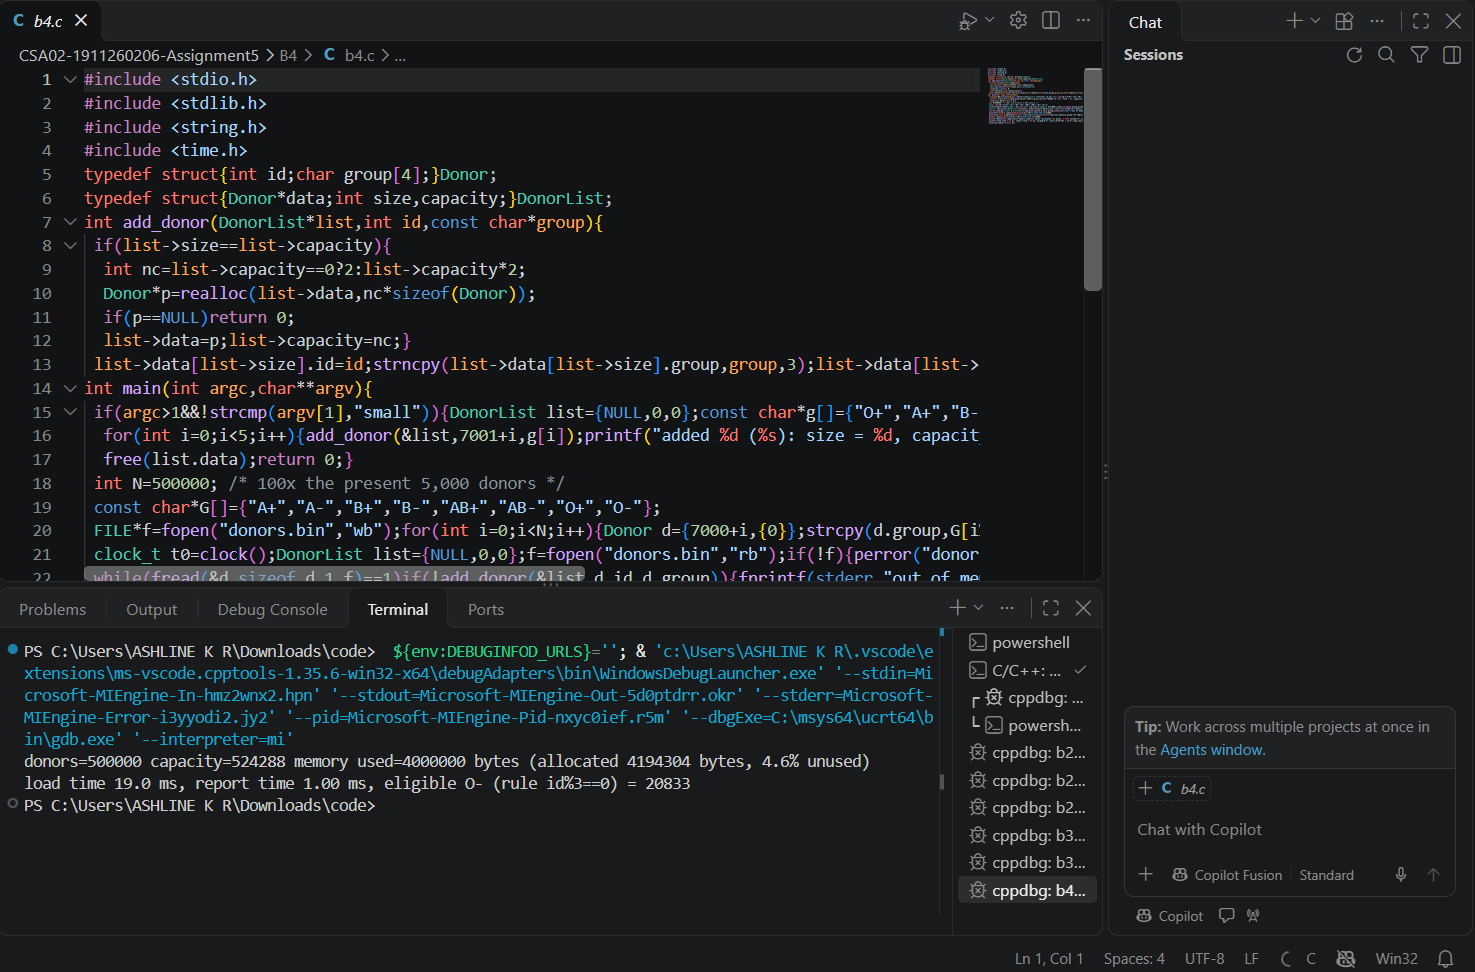 C b4.c
CSA02-1911260206-Assignment5 > B4 > C b4.c > ...
1 #include <stdio.h>
2 #include <stdlib.h>
3 #include <string.h>
4 #include <time.h>
5 typedef struct{int id;char group[4];}Donor;
6 typedef struct{Donor*data;int size,capacity;}DonorList;
7 int add_donor(DonorList*list,int id,const char*group){
8 if(list->size==list->capacity){
9 int nc=list->capacity==0?2:list->capacity*2;
10 Donor*p=realloc(list->data,nc*sizeof(Donor));
11 if(p==NULL)return 0;
12 list->data=p;list->capacity=nc;}
13 list->data[list->size].id=id;strncpy(list->data[list->size].group,group,3);list->data[list->
14 int main(int argc,char**argv){
15 if(argc>1&&!strcmp(argv[1],"small")){DonorList list={NULL,0,0};const char*g[]={"O+","A+","B-
16 for(int i=0;i<5;i++){add_donor(&list,7001+i,g[i]);printf("added %d (%s): size = %d, capacit
17 free(list.data);return 0;}
18 int N=500000; /* 100x the present 5,000 donors */
19 const char*G[]={"A+","A-","B+","B-","AB+","AB-","O+","O-"};
20 FILE*f=fopen("donors.bin","wb");for(int i=0;i<N;i++){Donor d={7000+i,{0}};strcpy(d.group,G[i
21 clock_t t0=clock();DonorList list={NULL,0,0};f=fopen("donors.bin","rb");if(!f){perror("donor
22 while(fread(&d,sizeof d,1,f)==1)if(!add_donor(&list,d.id,d.group)){fprintf(stderr,"out of me
Problems Output Debug Console Terminal Ports
PS C:\Users\ASHLINE K R\Downloads\code>  ${env:DEBUGINFOD_URLS}=''; & 'c:\Users\ASHLINE K R\.vscode\e
xtensions\ms-vscode.cpptools-1.35.6-win32-x64\debugAdapters\bin\WindowsDebugLauncher.exe' '--stdin=Mi
crosoft-MIEngine-In-hmz2wnx2.hpn' '--stdout=Microsoft-MIEngine-Out-5d0ptdrr.okr' '--stderr=Microsoft-
MIEngine-Error-i3yyodi2.jy2' '--pid=Microsoft-MIEngine-Pid-nxyc0ief.r5m' '--dbgExe=C:\msys64\ucrt64\b
in\gdb.exe' '--interpreter=mi'
donors=500000 capacity=524288 memory used=4000000 bytes (allocated 4194304 bytes, 4.6% unused)
load time 19.0 ms, report time 1.00 ms, eligible O- (rule id%3==0) = 20833
PS C:\Users\ASHLINE K R\Downloads\code>
powershell
C/C++: ...
cppdbg: ...
powersh...
cppdbg: b2...
cppdbg: b2...
cppdbg: b2...
cppdbg: b3...
cppdbg: b3...
cppdbg: b4...
Chat
Sessions
Tip: Work across multiple projects at once in
the Agents window.
C b4.c
Chat with Copilot
Copilot Fusion Standard
Copilot
Ln 1, Col 1 Spaces: 4 UTF-8 LF C Win32